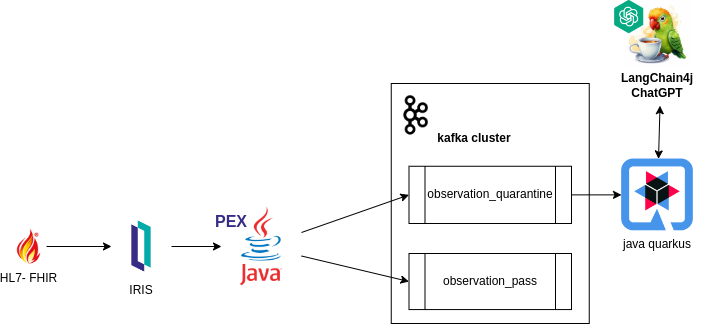 LangChain4j
ChatGPT
kafka cluster
observation_quarantine
PEX
Java
java quarkus
HL7- FHIR
IRIS
observation_pass